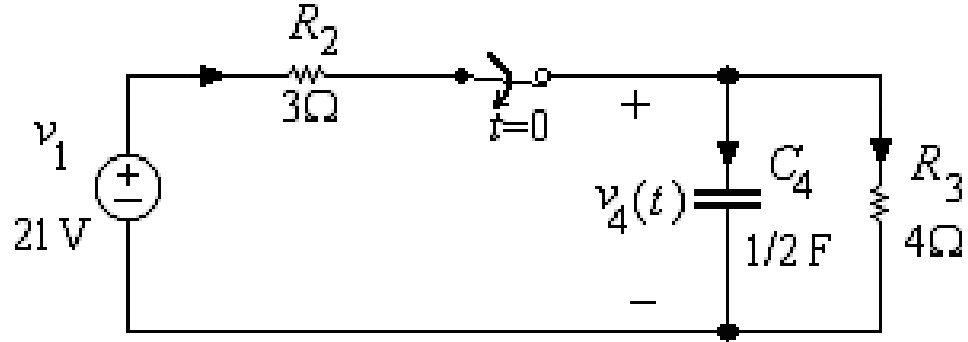 R2
3Ω
t=0
v1
+
−
21 V
+
v4(t)
−
C4
1/2 F
R3
4Ω